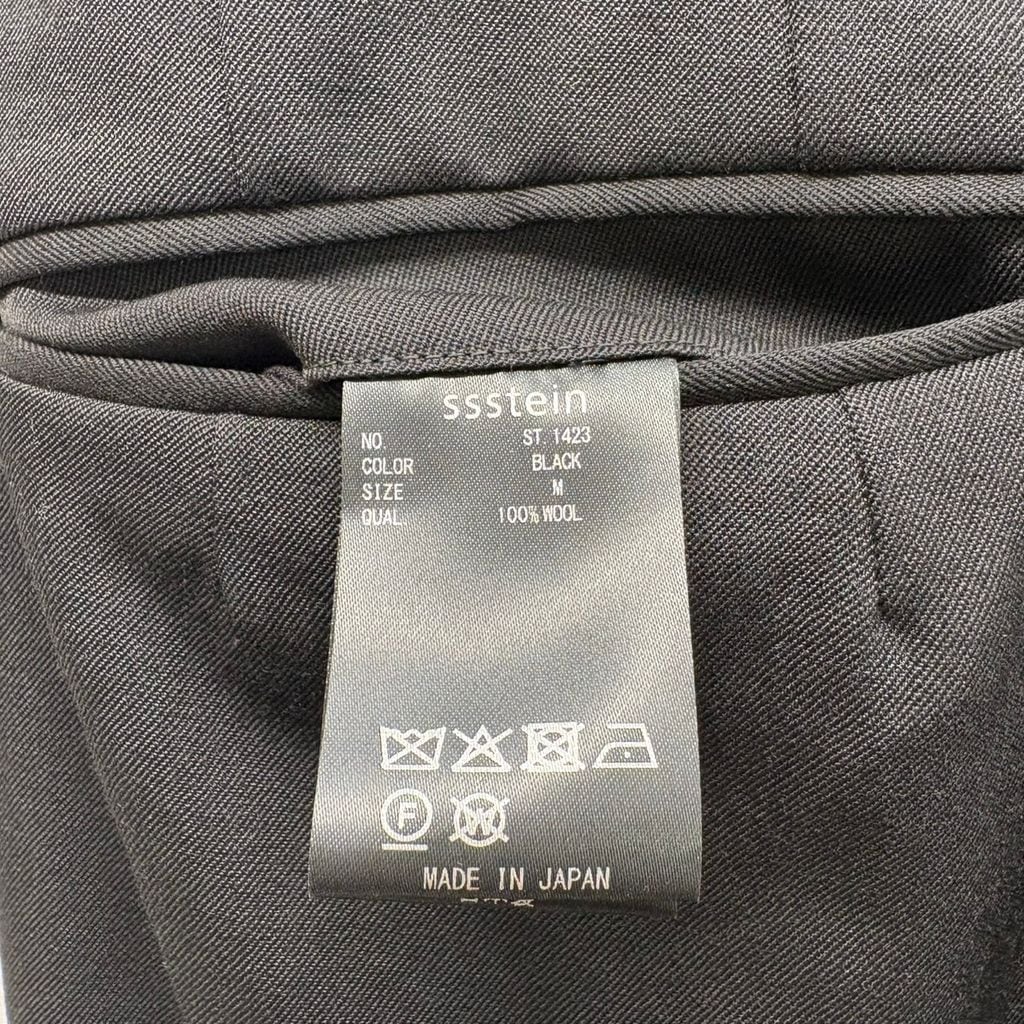 ssstein
NO. ST 1423
COLOR BLACK
SIZE M
QUAL. 100% WOOL
F
W
MADE IN JAPAN